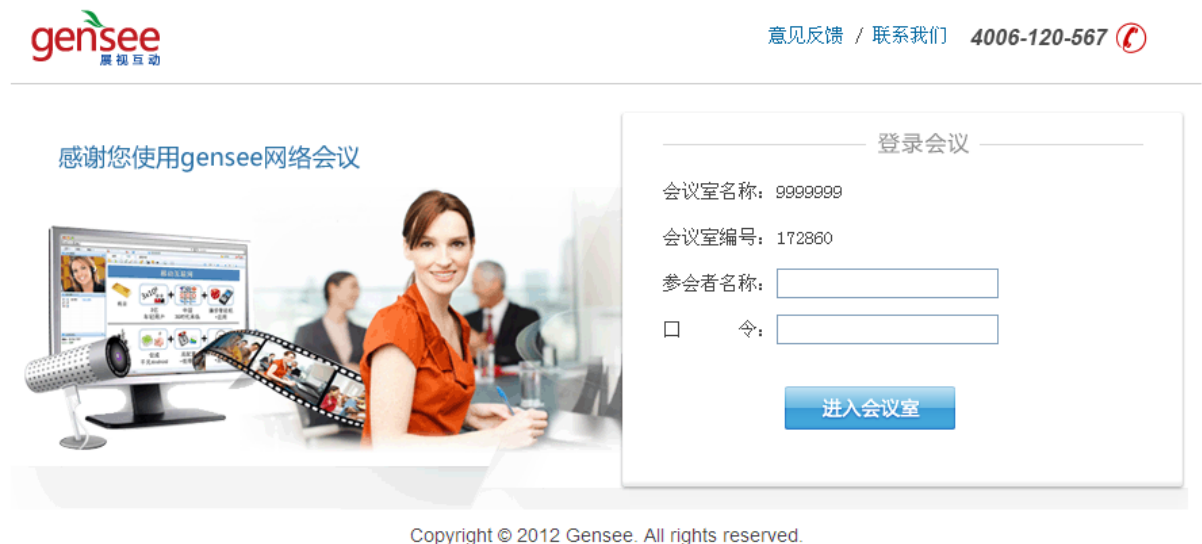 gensee
展视互动
意见反馈 / 联系我们 4006-120-567
感谢您使用gensee网络会议
登录会议
会议室名称：9999999
会议室编号：172860
参会者名称：
口 令：
进入会议室
Copyright © 2012 Gensee. All rights reserved.